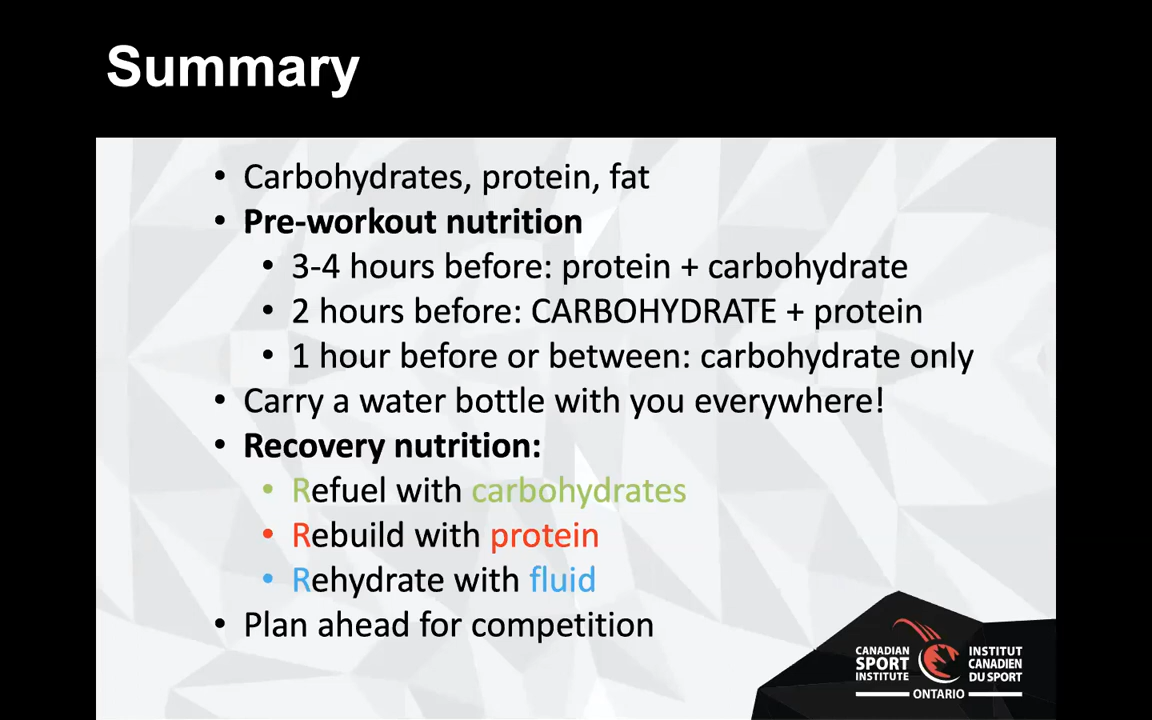 Summary
• Carbohydrates, protein, fat
• Pre-workout nutrition
• 3-4 hours before: protein + carbohydrate
• 2 hours before: CARBOHYDRATE + protein
• 1 hour before or between: carbohydrate only
• Carry a water bottle with you everywhere!
• Recovery nutrition:
• Refuel with carbohydrates
• Rebuild with protein
• Rehydrate with fluid
• Plan ahead for competition
CANADIAN
SPORT
INSTITUTE
INSTITUT
CANADIEN
DU SPORT
ONTARIO